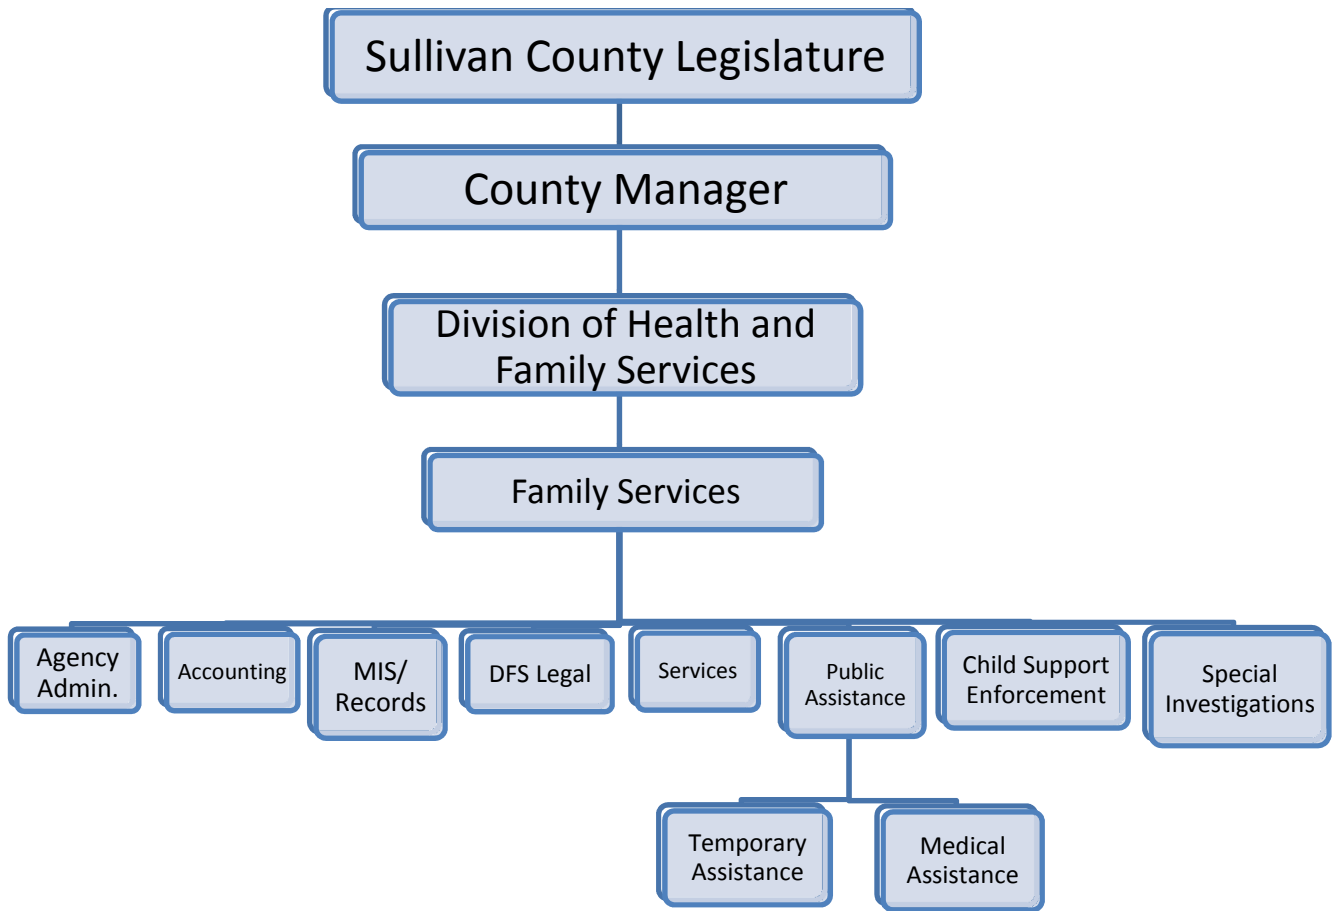 Sullivan County Legislature
County Manager
Division of Health and
Family Services
Family Services
Agency
Admin.
Accounting
MIS/
Records
DFS Legal
Services
Public
Assistance
Child Support
Enforcement
Special
Investigations
Temporary
Assistance
Medical
Assistance